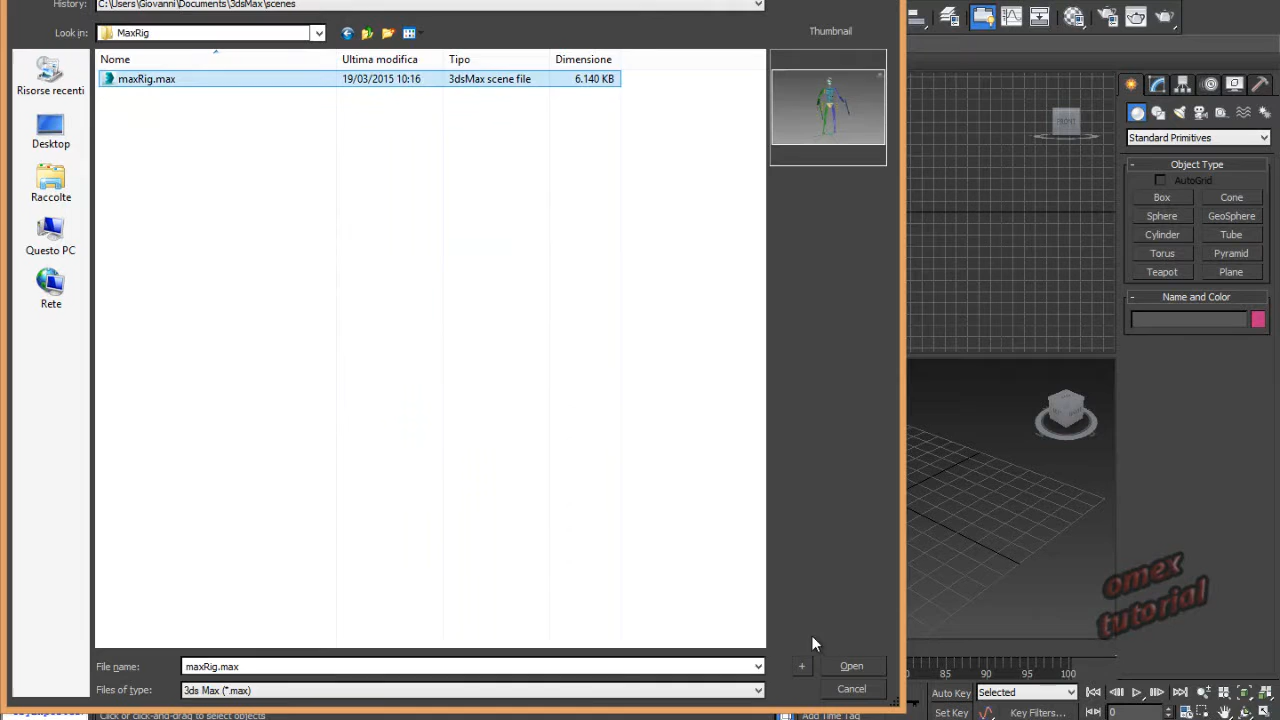 History: C:\Users\Giovanni\Documents\3dsMax\scenes
Look in: MaxRig
Thumbnail
Nome Ultima modifica Tipo Dimensione
maxRig.max 19/03/2015 10:16 3dsMax scene file 6.140 KB
Risorse recenti
Desktop
Raccolte
Questo PC
Rete
FRONT
Standard Primitives
- Object Type
AutoGrid
Box Cone
Sphere GeoSphere
Cylinder Tube
Torus Pyramid
Teapot Plane
- Name and Color
omex
tutorial
File name: maxRig.max + Open
Files of type: 3ds Max (*.max) Cancel
80 85 90 95 100
Auto Key Selected
Set Key Key Filters... 0
Click or click-and-drag to select objects Add Time Tag